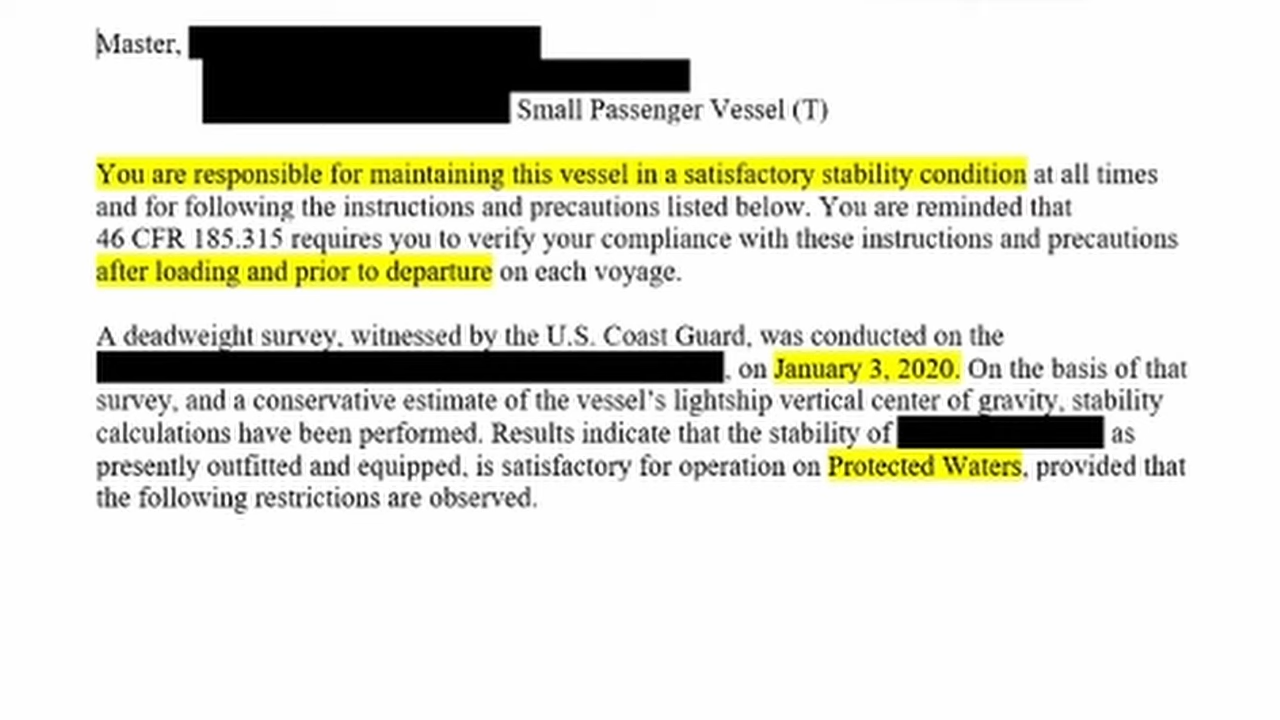 Master,
Small Passenger Vessel (T)
You are responsible for maintaining this vessel in a satisfactory stability condition at all times
and for following the instructions and precautions listed below. You are reminded that
46 CFR 185.315 requires you to verify your compliance with these instructions and precautions
after loading and prior to departure on each voyage.
A deadweight survey, witnessed by the U.S. Coast Guard, was conducted on the
, on January 3, 2020. On the basis of that
survey, and a conservative estimate of the vessel's lightship vertical center of gravity, stability
calculations have been performed. Results indicate that the stability of as
presently outfitted and equipped, is satisfactory for operation on Protected Waters, provided that
the following restrictions are observed.